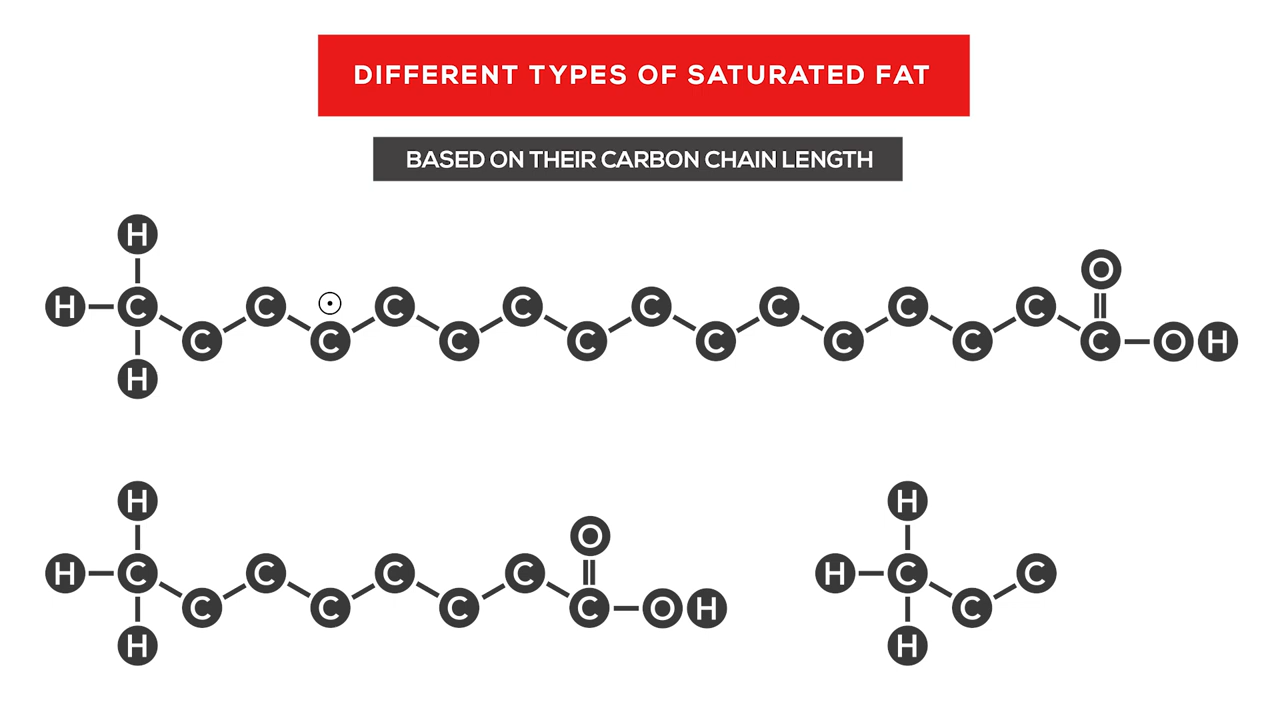 DIFFERENT TYPES OF SATURATED FAT
BASED ON THEIR CARBON CHAIN LENGTH
H
O
H C C C C C C C C
C C C C C C C C O H
H
H
O
H C C C C
C C C C O H
H
H
H C C
C
H